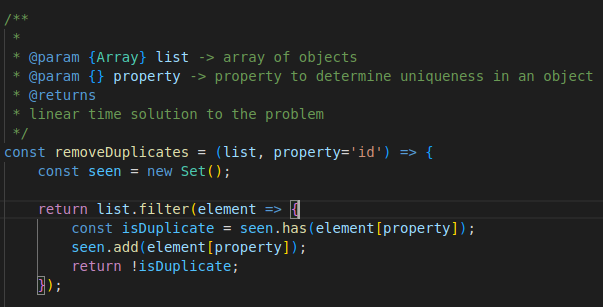 /**
 *
 * @param {Array} list -> array of objects
 * @param {} property -> property to determine uniqueness in an object
 * @returns
 * linear time solution to the problem
 */
const removeDuplicates = (list, property='id') => {
    const seen = new Set();
    return list.filter(element => {
        const isDuplicate = seen.has(element[property]);
        seen.add(element[property]);
        return !isDuplicate;
    });